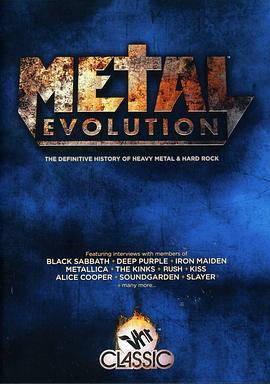 METAL
EVOLUTION
THE DEFINITIVE HISTORY OF HEAVY METAL & HARD ROCK
Featuring interviews with members of
BLACK SABBATH • DEEP PURPLE • IRON MAIDEN
METALLICA • THE KINKS • RUSH • KISS
ALICE COOPER • SOUNDGARDEN • SLAYER
+ many more...
Vh1
CLASSIC